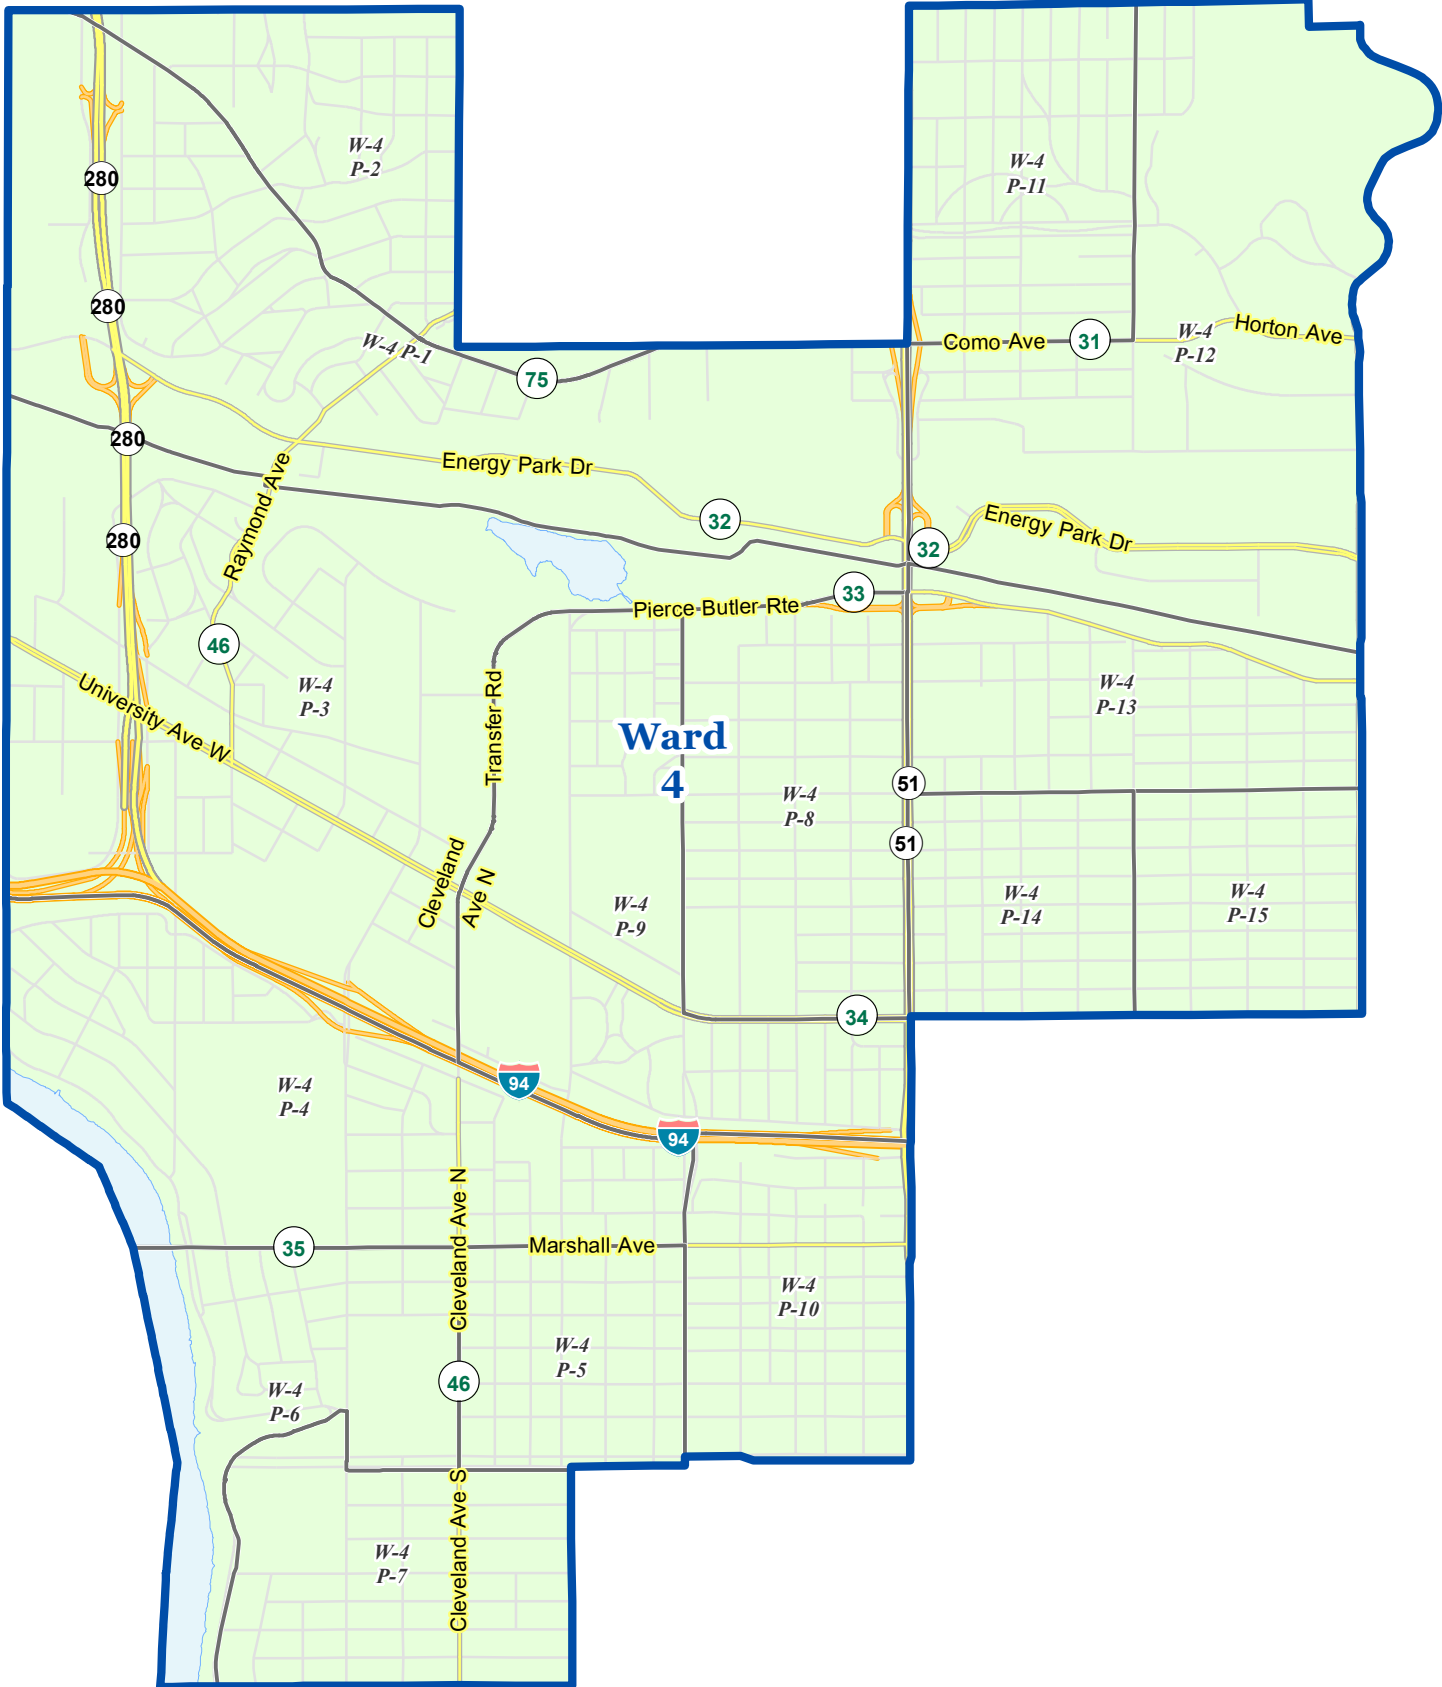 W-4
P-2
W-4
P-11
280
280
W-4 P-1
75
Como Ave
31
W-4
P-12
Horton Ave
280
Energy Park Dr
Raymond Ave
280
32
32
Energy Park Dr
33
Pierce Butler Rte
46
University Ave W
W-4
P-3
Transfer Rd
Ward
4
W-4
P-13
51
W-4
P-8
51
Cleveland
Ave N
W-4
P-9
W-4
P-14
W-4
P-15
34
94
W-4
P-4
94
Cleveland Ave N
35
Marshall Ave
W-4
P-10
W-4
P-5
46
W-4
P-6
Cleveland Ave S
W-4
P-7